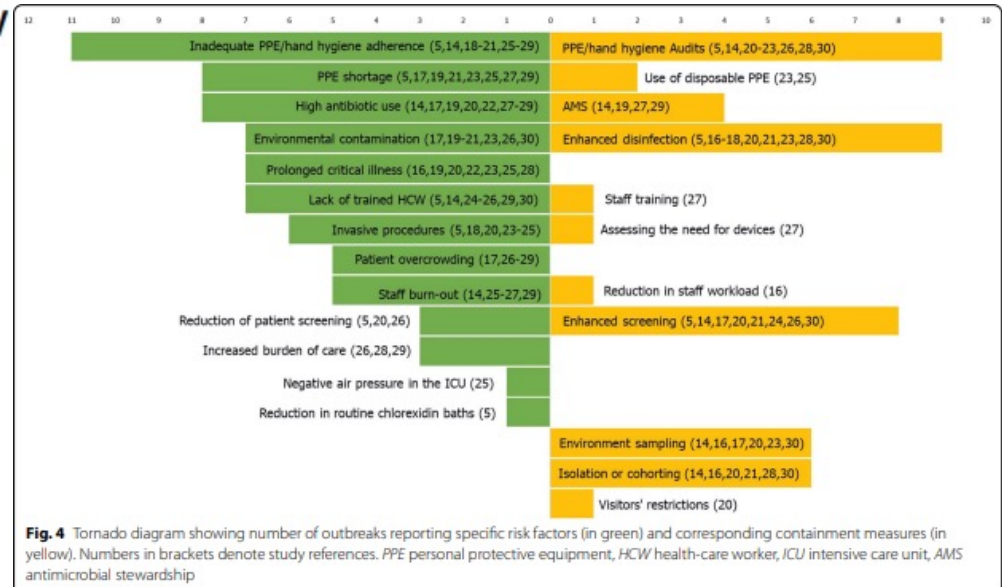 12 11 10 9 8 7 6 5 4 3 2 1 0 1 2 3 4 5 6 7 8 9 10
Inadequate PPE/hand hygiene adherence (5,14,18-21,25-29) PPE/hand hygiene Audits (5,14,20-23,26,28,30)
PPE shortage (5,17,19,21,23,25,27,29) Use of disposable PPE (23,25)
High antibiotic use (14,17,19,20,22,27-29) AMS (14,19,27,29)
Environmental contamination (17,19-21,23,26,30) Enhanced disinfection (5,16-18,20,21,23,28,30)
Prolonged critical illness (16,19,20,22,23,25,28)
Lack of trained HCW (5,14,24-26,29,30) Staff training (27)
Invasive procedures (5,18,20,23-25) Assessing the need for devices (27)
Patient overcrowding (17,26-29)
Staff burn-out (14,25-27,29) Reduction in staff workload (16)
Reduction of patient screening (5,20,26) Enhanced screening (5,14,17,20,21,24,26,30)
Increased burden of care (26,28,29)
Negative air pressure in the ICU (25)
Reduction in routine chlorexidin baths (5)
Environment sampling (14,16,17,20,23,30)
Isolation or cohorting (14,16,20,21,28,30)
Visitors' restrictions (20)
Fig. 4 Tornado diagram showing number of outbreaks reporting specific risk factors (in green) and corresponding containment measures (in
yellow). Numbers in brackets denote study references. PPE personal protective equipment, HCW health-care worker, ICU intensive care unit, AMS
antimicrobial stewardship